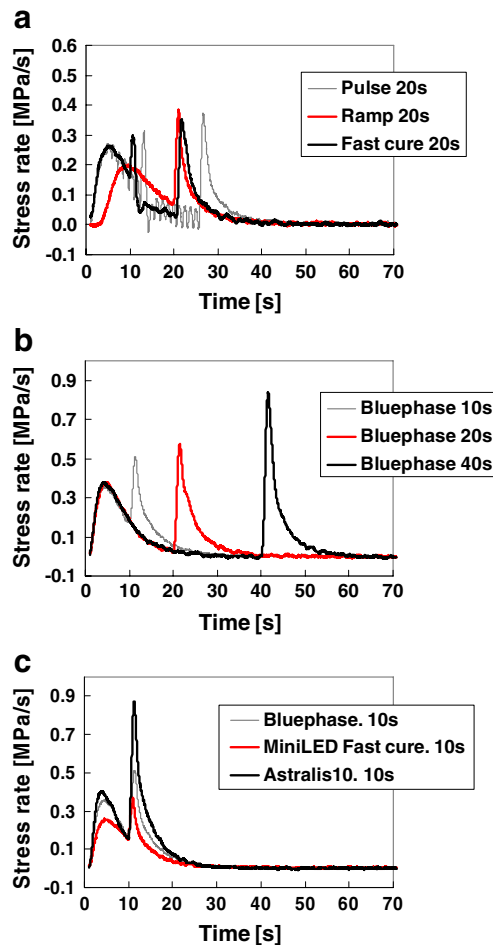 a
0.6
0.5
0.4
0.3
0.2
0.1
0.0
-0.1
Stress rate [MPa/s]
Pulse 20s
Ramp 20s
Fast cure 20s
0 10 20 30 40 50 60 70
Time [s]
b
0.9
0.7
0.5
0.3
0.1
-0.1
Stress rate [MPa/s]
Bluephase 10s
Bluephase 20s
Bluephase 40s
0 10 20 30 40 50 60 70
Time [s]
c
0.9
0.7
0.5
0.3
0.1
-0.1
Stress rate [MPa/s]
Bluephase. 10s
MiniLED Fast cure. 10s
Astralis10. 10s
0 10 20 30 40 50 60 70
Time [s]